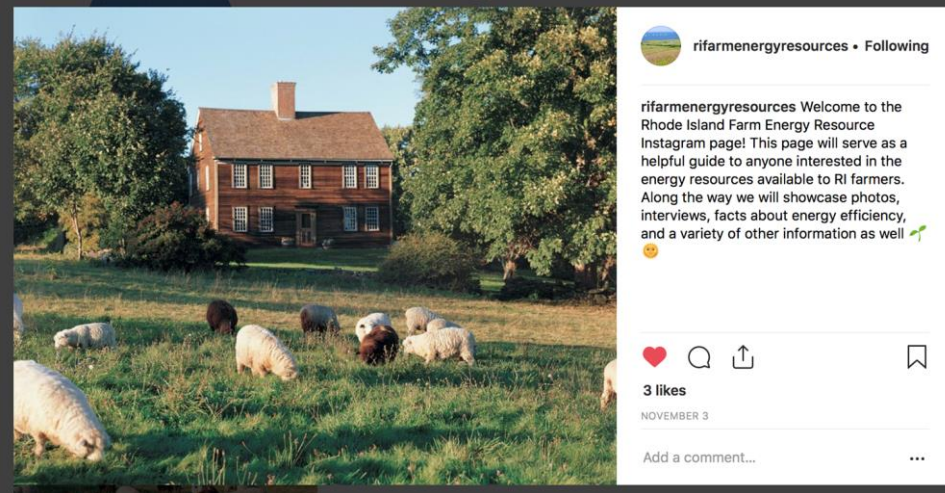 rifarmenergyresources • Following
rifarmenergyresources Welcome to the
Rhode Island Farm Energy Resource
Instagram page! This page will serve as a
helpful guide to anyone interested in the
energy resources available to RI farmers.
Along the way we will showcase photos,
interviews, facts about energy efficiency,
and a variety of other information as well 🌱
🌞
3 likes
NOVEMBER 3
Add a comment...